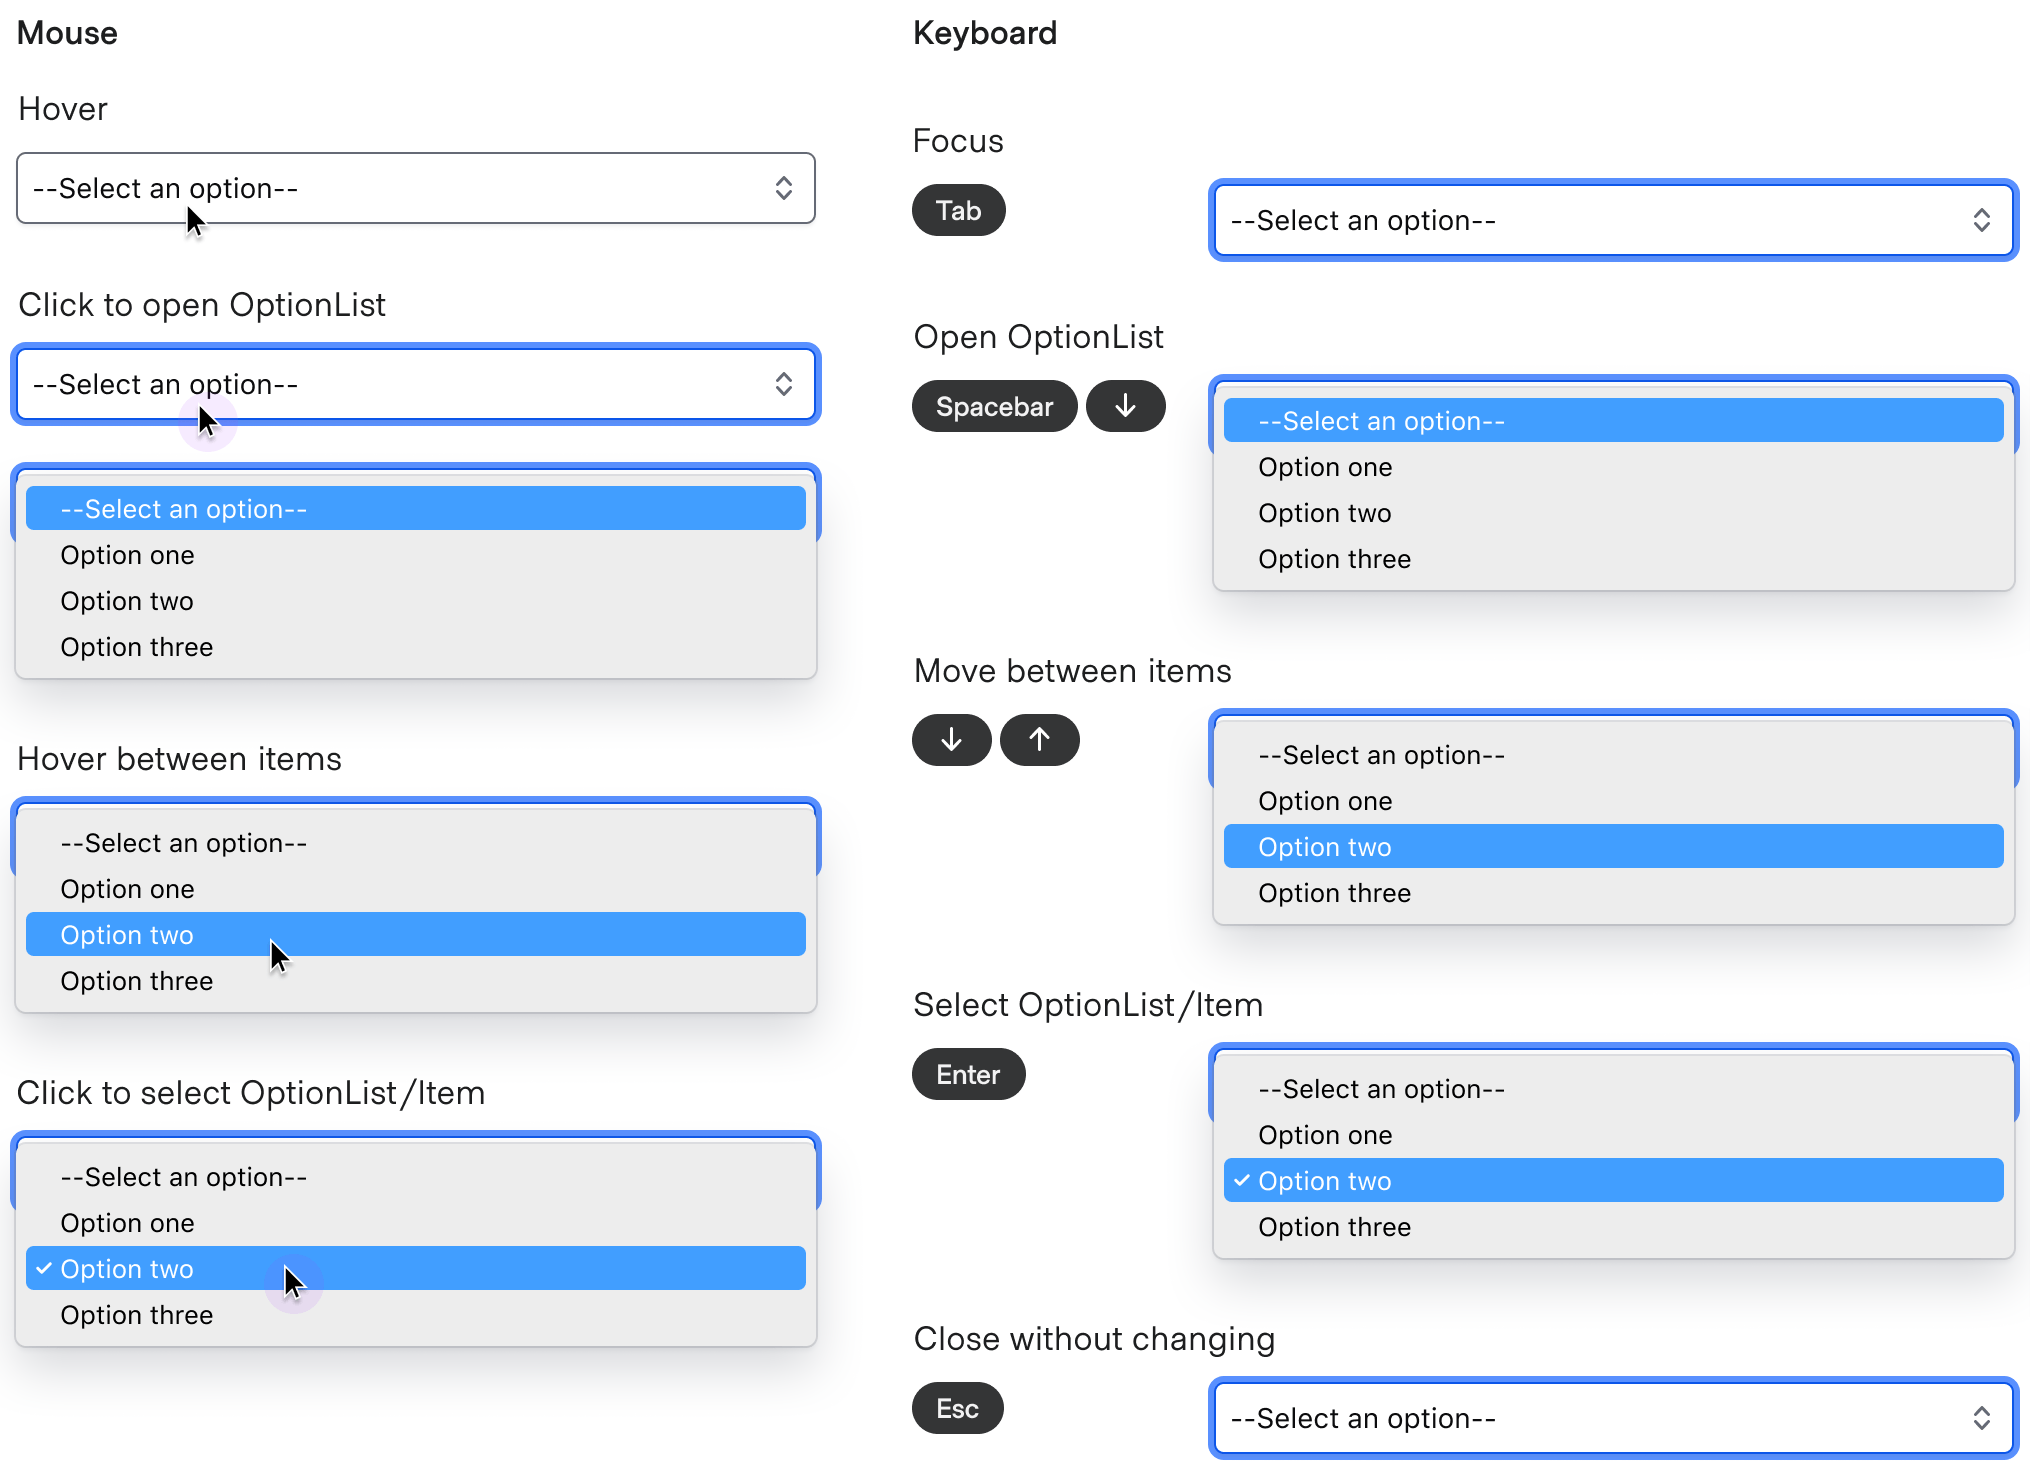 Mouse
Hover
--Select an option--
Click to open OptionList
--Select an option--
--Select an option--
Option one
Option two
Option three
Hover between items
--Select an option--
Option one
Option two
Option three
Click to select OptionList/Item
--Select an option--
Option one
✓ Option two
Option three
Keyboard
Focus
Tab
--Select an option--
Open OptionList
Spacebar ↓
--Select an option--
Option one
Option two
Option three
Move between items
↓ ↑
--Select an option--
Option one
Option two
Option three
Select OptionList/Item
Enter
--Select an option--
Option one
✓ Option two
Option three
Close without changing
Esc
--Select an option--